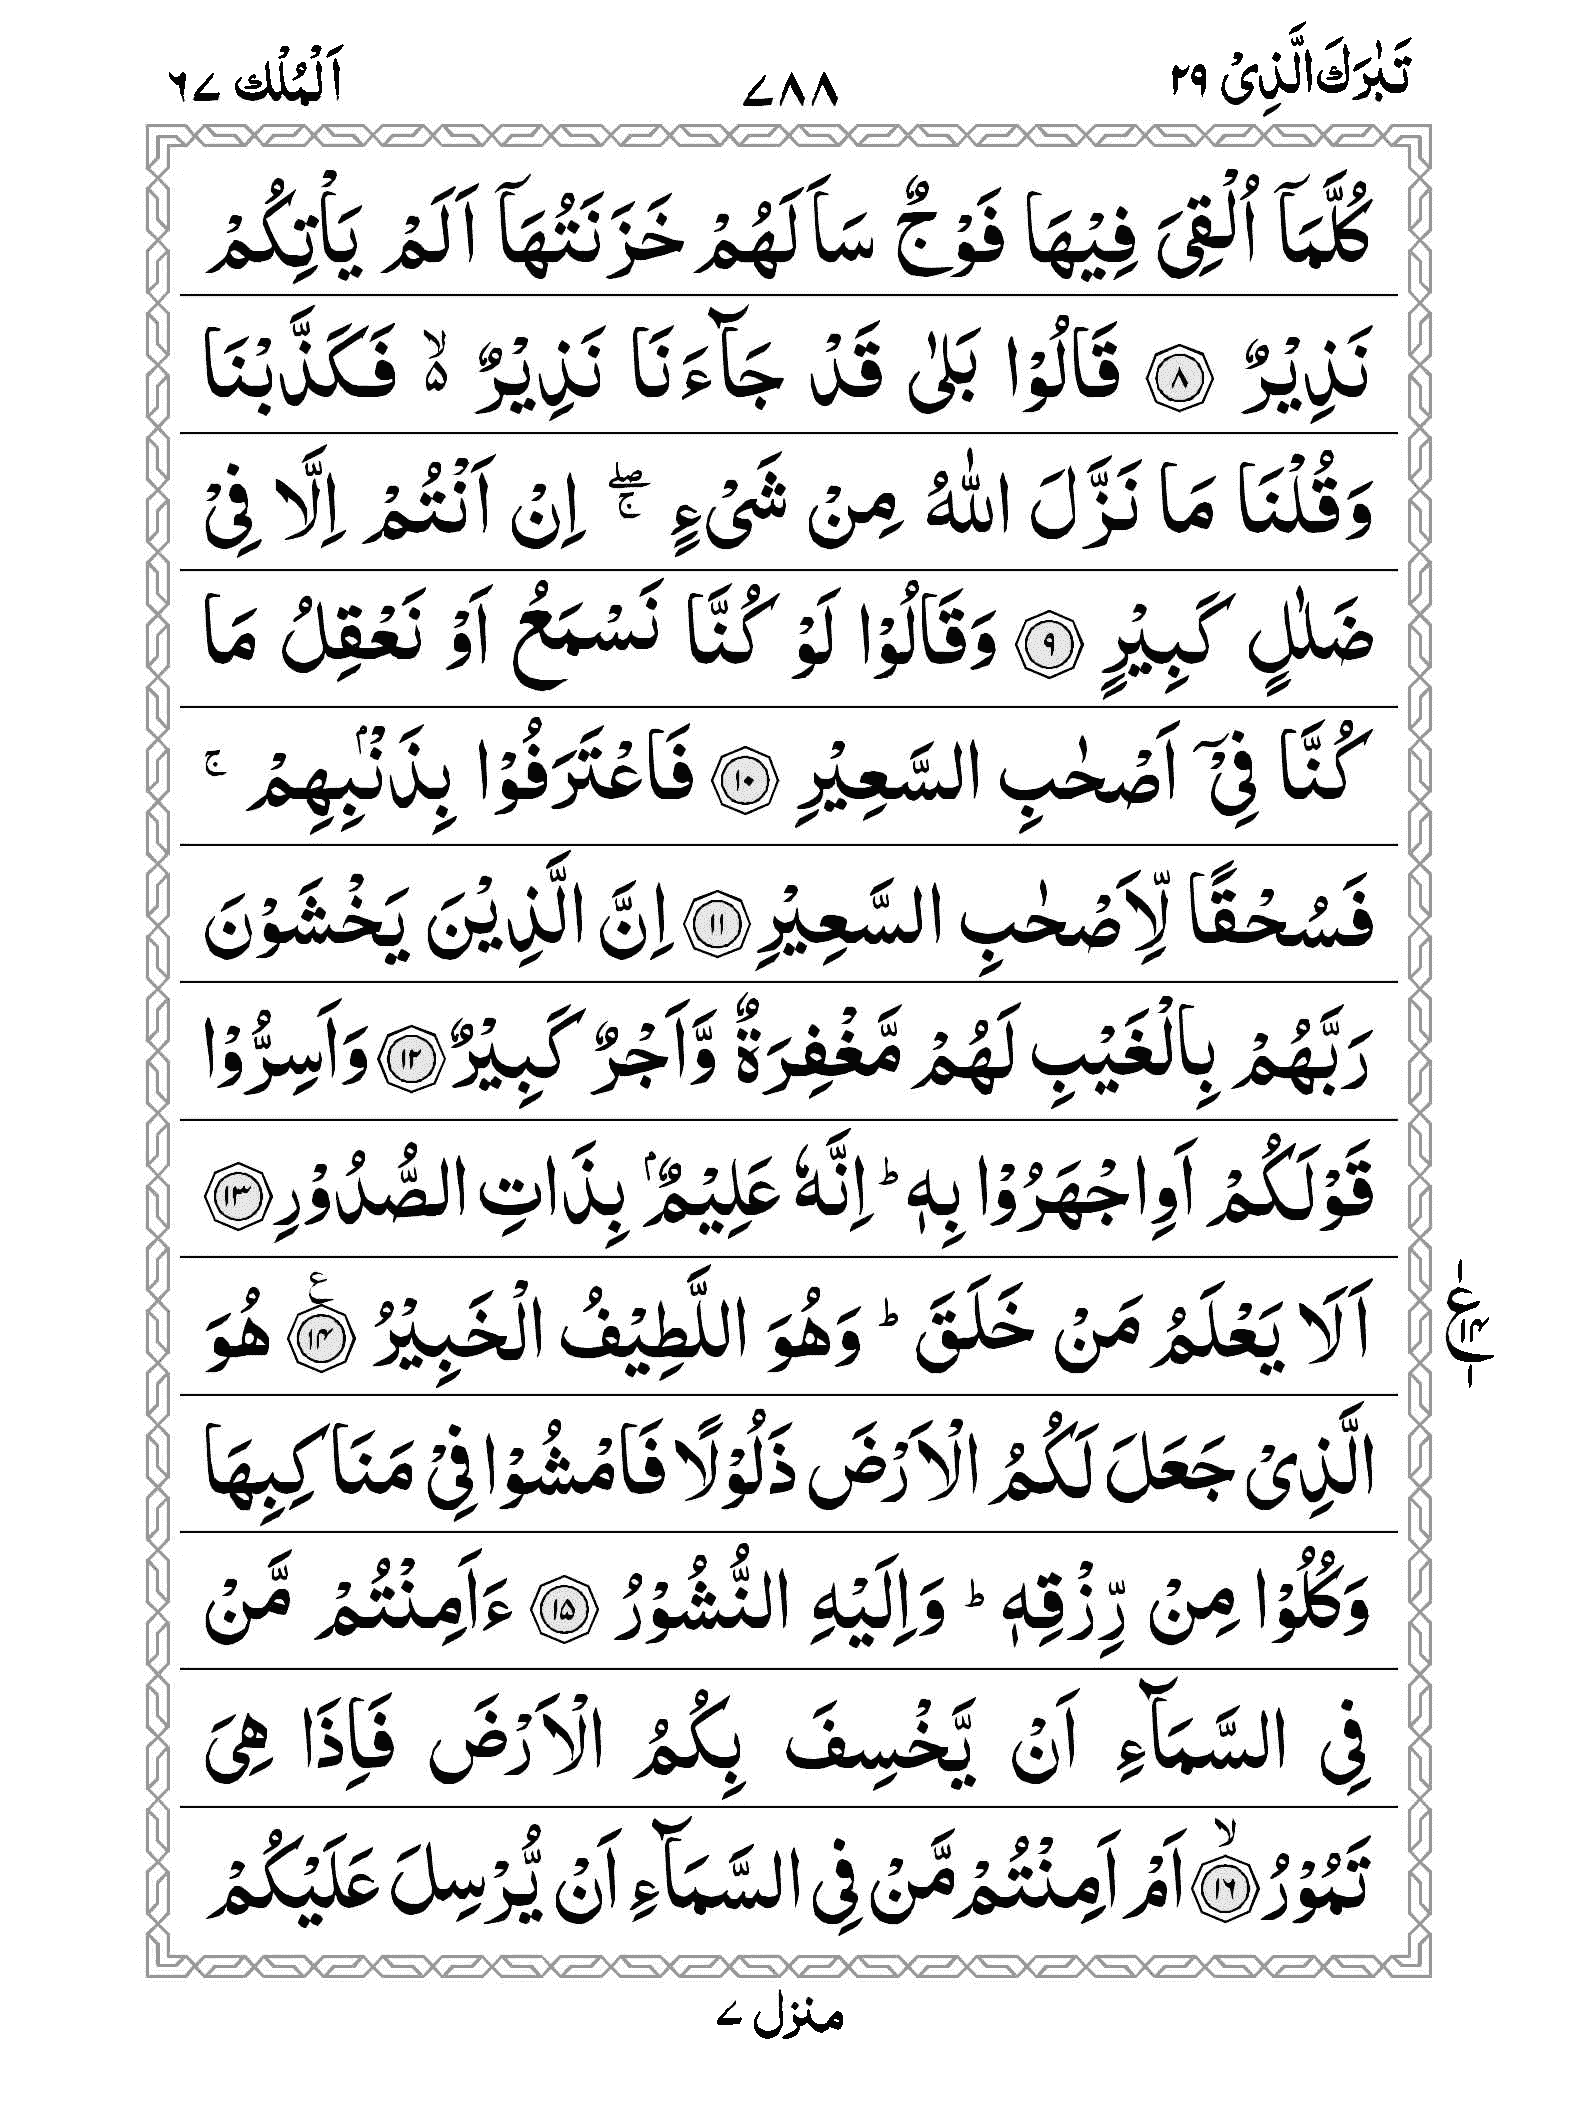 تَبٰرَكَ الَّذِیْ ٢٩
٧٨٨
اَلْمُلْك ٦٧
كُلَّمَاۤ اُلْقِیَ فِیْهَا فَوْجٌ سَاَلَهُمْ خَزَنَتُهَاۤ اَلَمْ یَاْتِكُمْ
نَذِیْرٌ ﴿٨﴾ قَالُوْا بَلٰی قَدْ جَآءَنَا نَذِیْرٌ ۙ۬ فَكَذَّبْنَا
وَقُلْنَا مَا نَزَّلَ اللّٰهُ مِنْ شَیْءٍ ۖۚ اِنْ اَنْتُمْ اِلَّا فِیْ
ضَلٰلٍ كَبِیْرٍ ﴿٩﴾ وَقَالُوْا لَوْ كُنَّا نَسْمَعُ اَوْ نَعْقِلُ مَا
كُنَّا فِیْۤ اَصْحٰبِ السَّعِیْرِ ﴿١٠﴾ فَاعْتَرَفُوْا بِذَنْۢبِهِمْ ۚ
فَسُحْقًا لِّاَصْحٰبِ السَّعِیْرِ ﴿١١﴾ اِنَّ الَّذِیْنَ یَخْشَوْنَ
رَبَّهُمْ بِالْغَیْبِ لَهُمْ مَّغْفِرَةٌ وَّاَجْرٌ كَبِیْرٌ ﴿١٢﴾ وَاَسِرُّوْا
قَوْلَكُمْ اَوِ اجْهَرُوْا بِهٖ ؕ اِنَّهٗ عَلِیْمٌۢ بِذَاتِ الصُّدُوْرِ ﴿١٣﴾
اَلَا یَعْلَمُ مَنْ خَلَقَ ؕ وَهُوَ اللَّطِیْفُ الْخَبِیْرُ ﴿١٤﴾ ع هُوَ
١ ع ١٤ ١
الَّذِیْ جَعَلَ لَكُمُ الْاَرْضَ ذَلُوْلًا فَامْشُوْا فِیْ مَنَاكِبِهَا
وَكُلُوْا مِنْ رِّزْقِهٖ ؕ وَاِلَیْهِ النُّشُوْرُ ﴿١٥﴾ ءَاَمِنْتُمْ مَّنْ
فِی السَّمَآءِ اَنْ یَّخْسِفَ بِكُمُ الْاَرْضَ فَاِذَا هِیَ
تَمُوْرُ ﴿١٦﴾ ۙ اَمْ اَمِنْتُمْ مَّنْ فِی السَّمَآءِ اَنْ یُّرْسِلَ عَلَیْكُمْ
منزل ٧